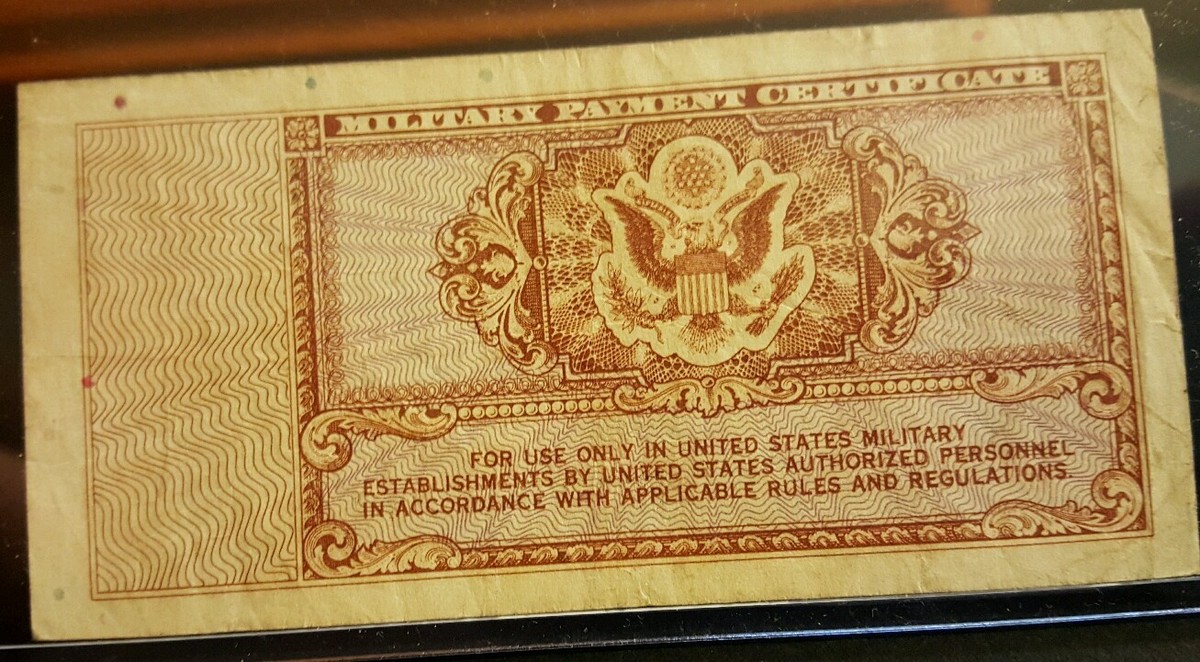 MILITARY PAYMENT CERTIFICATE
FOR USE ONLY IN UNITED STATES MILITARY
ESTABLISHMENTS BY UNITED STATES AUTHORIZED PERSONNEL
IN ACCORDANCE WITH APPLICABLE RULES AND REGULATIONS